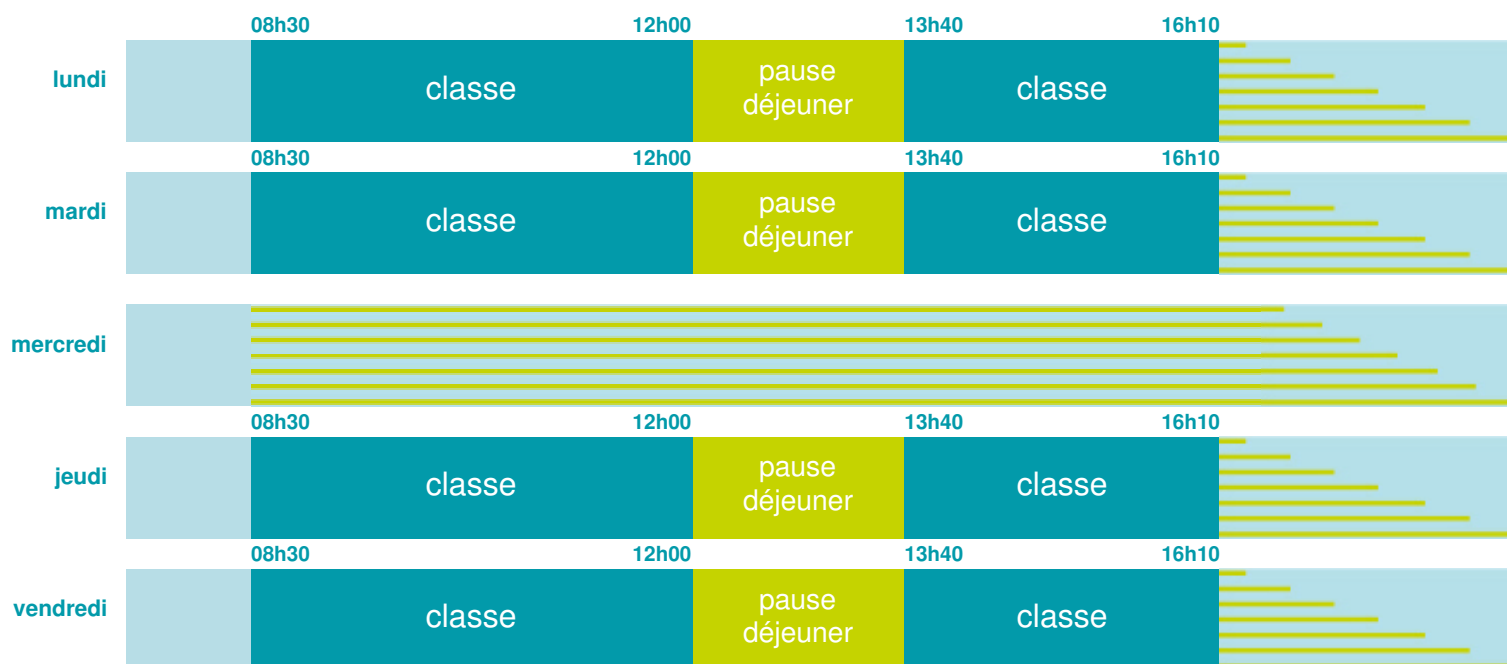 08h30 12h00 13h40 16h10
lundi classe pause déjeuner classe
08h30 12h00 13h40 16h10
mardi classe pause déjeuner classe
mercredi
08h30 12h00 13h40 16h10
jeudi classe pause déjeuner classe
08h30 12h00 13h40 16h10
vendredi classe pause déjeuner classe